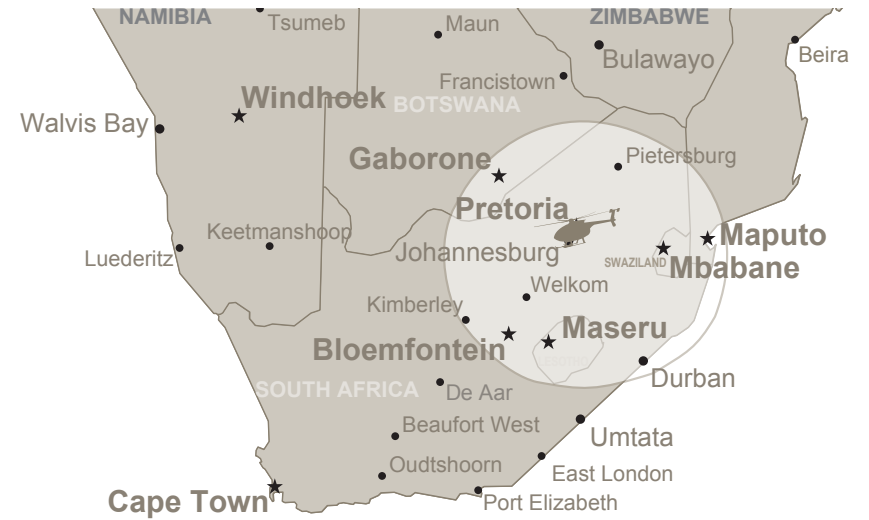 NAMIBIA
ZIMBABWE
Tsumeb
Maun
Beira
Bulawayo
Francistown
Windhoek
BOTSWANA
Walvis Bay
Gaborone
Pietersburg
Pretoria
Keetmanshoop
Maputo
Johannesburg
Luederitz
SWAZILAND
Mbabane
Welkom
Kimberley
Maseru
Bloemfontein
LESOTHO
Durban
SOUTH AFRICA
De Aar
Beaufort West
Umtata
Oudtshoorn
East London
Cape Town
Port Elizabeth